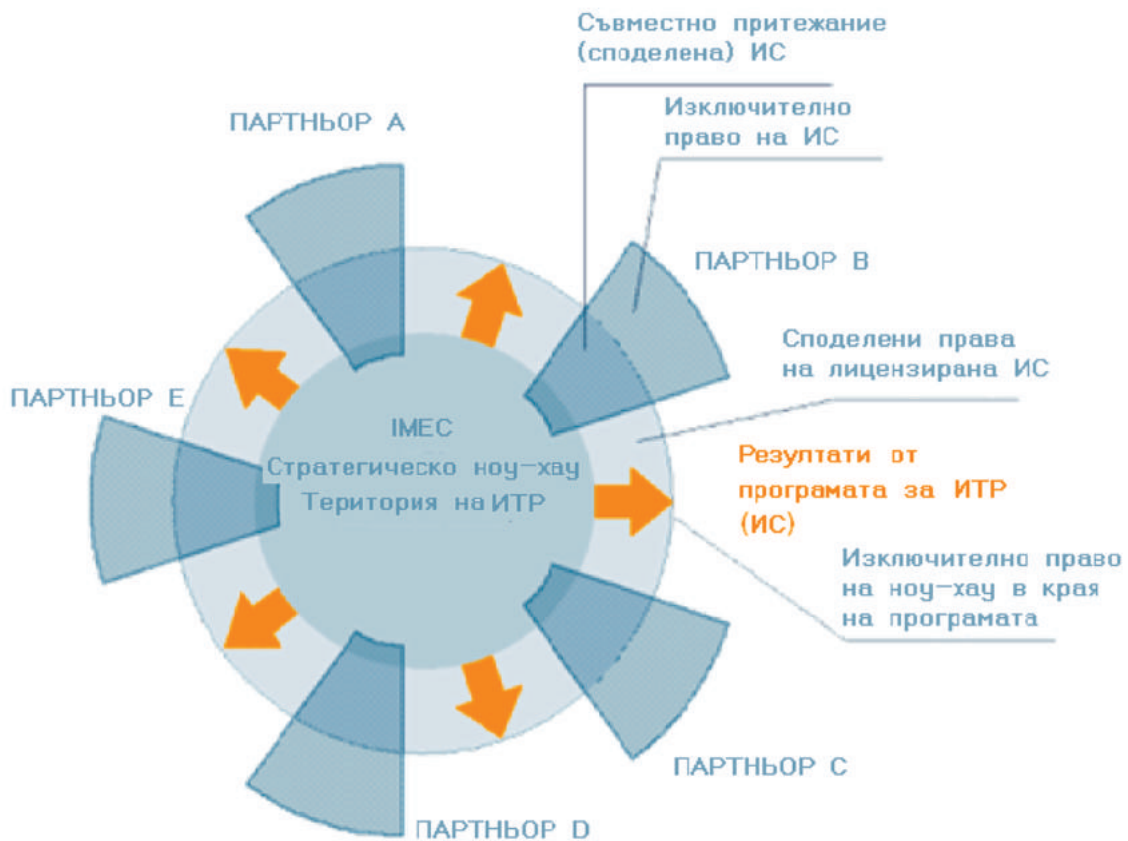 Съвместно притежание
(споделена) ИС
Изключително
право на ИС
ПАРТНЬОР A
ПАРТНЬОР B
Споделени права
на лицензирана ИС
ПАРТНЬОР E
IMEC
Стратегическо ноу-хау
Територия на ИТР
Резултати от
програмата за ИТР
(ИС)
Изключително право
на ноу-хау в края
на програмата
ПАРТНЬОР C
ПАРТНЬОР D